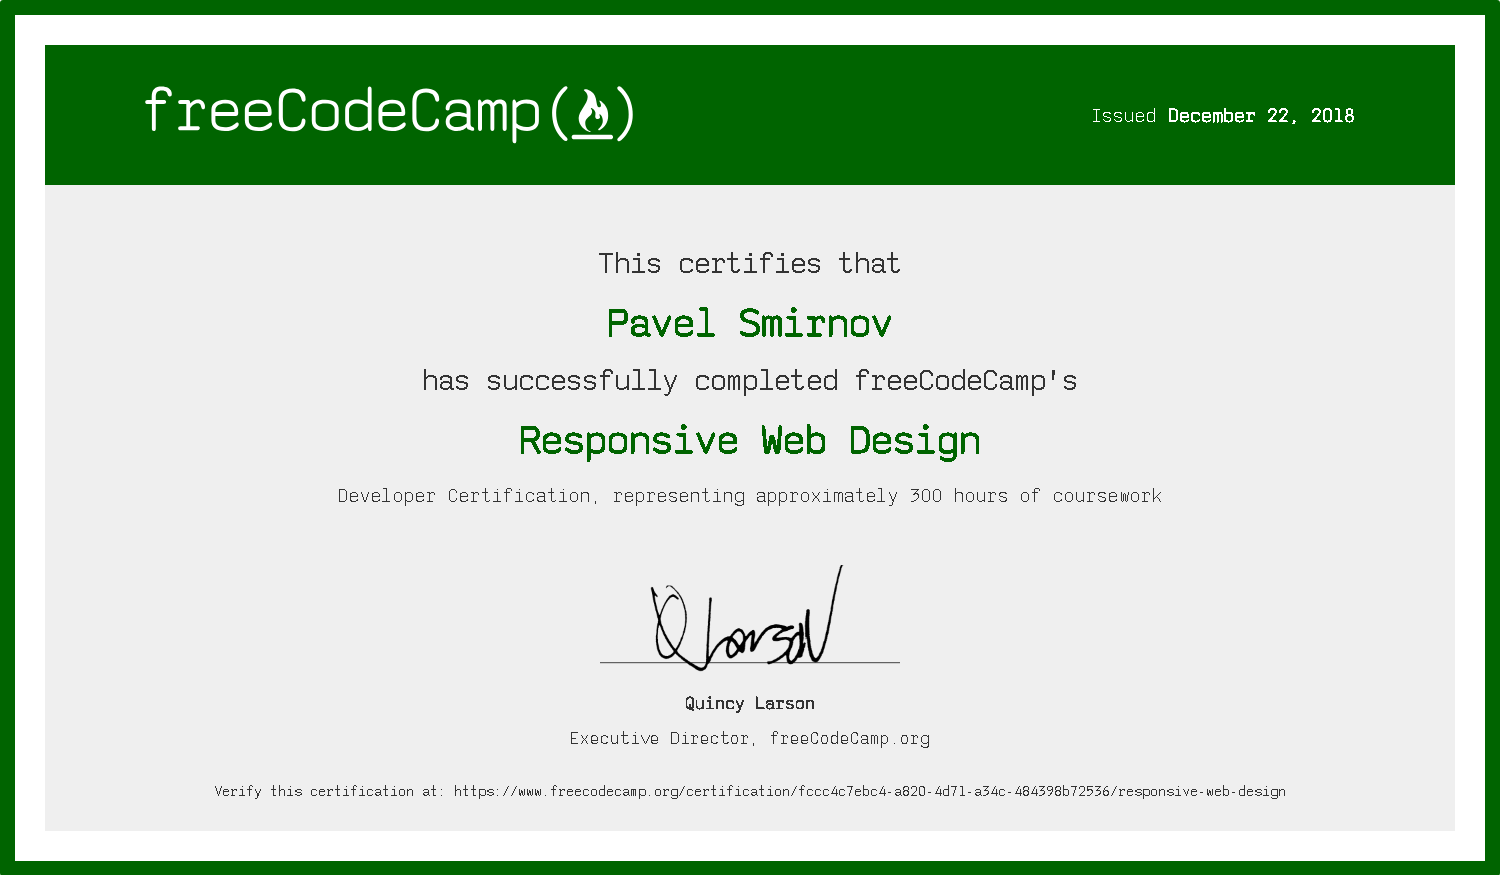 freeCodeCamp(🔥)
Issued December 22, 2018
This certifies that
Pavel Smirnov
has successfully completed freeCodeCamp's
Responsive Web Design
Developer Certification, representing approximately 300 hours of coursework
Q Larson
Quincy Larson
Executive Director, freeCodeCamp.org
Verify this certification at: https://www.freecodecamp.org/certification/fccc4c7ebc4-a820-4d71-a34c-484398b72536/responsive-web-design